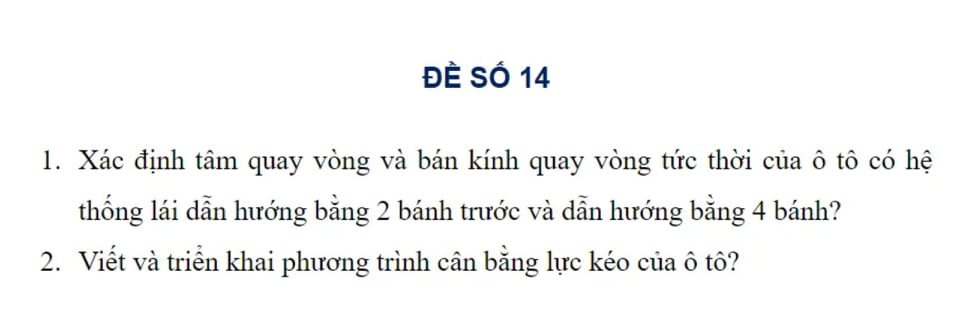 ĐỀ SỐ 14
1. Xác định tâm quay vòng và bán kính quay vòng tức thời của ô tô có hệ
thống lái dẫn hướng bằng 2 bánh trước và dẫn hướng bằng 4 bánh?
2. Viết và triển khai phương trình cân bằng lực kéo của ô tô?